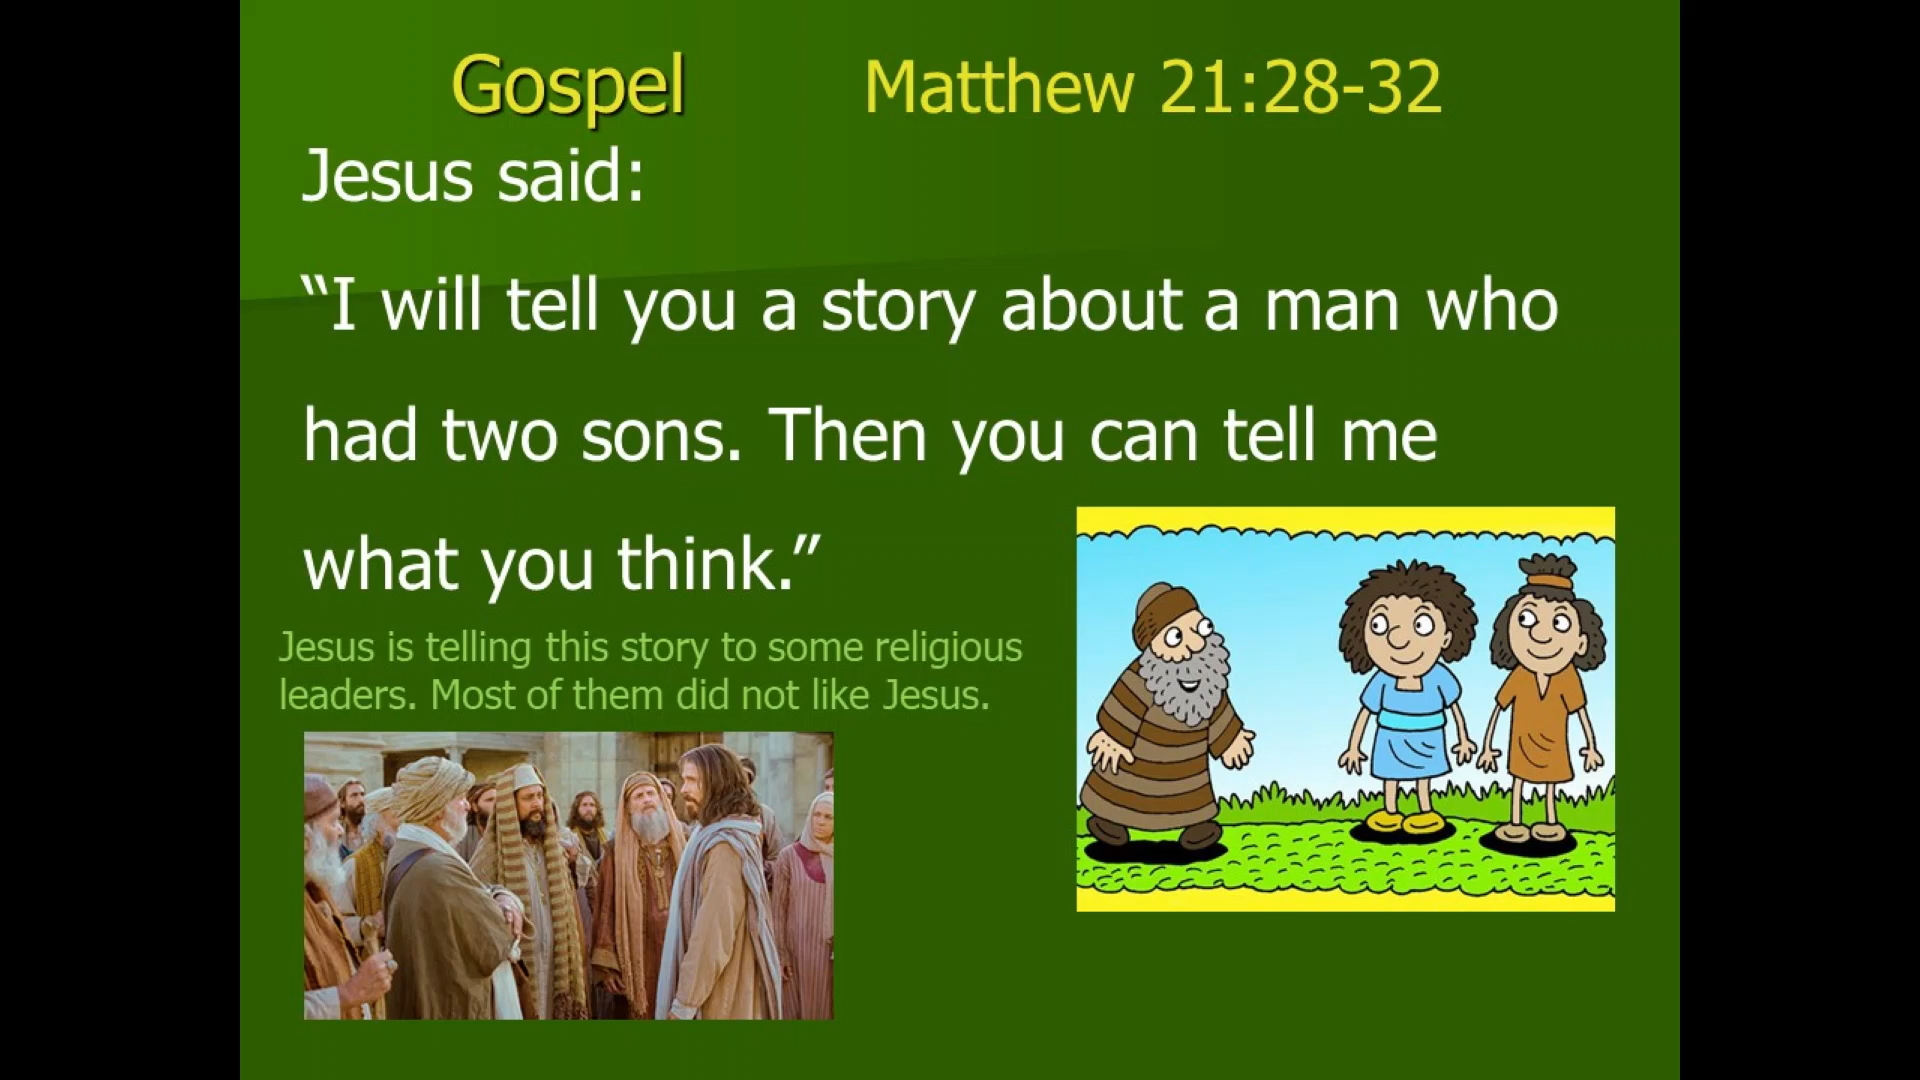 Gospel Matthew 21:28-32
Jesus said:
“I will tell you a story about a man who
had two sons. Then you can tell me
what you think.”
Jesus is telling this story to some religious
leaders. Most of them did not like Jesus.